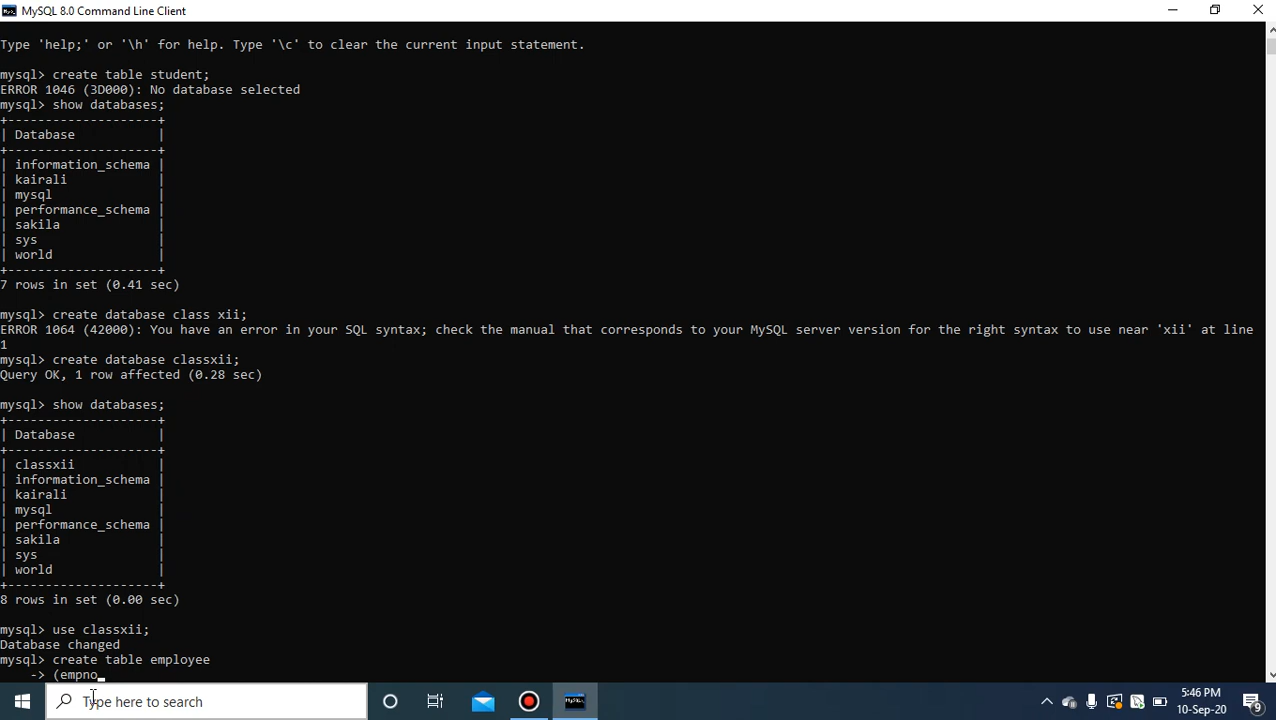 MySQL 8.0 Command Line Client
Type 'help;' or '\h' for help. Type '\c' to clear the current input statement.
mysql> create table student;
ERROR 1046 (3D000): No database selected
mysql> show databases;
+--------------------+
| Database           |
+--------------------+
| information_schema |
| kairali            |
| mysql              |
| performance_schema |
| sakila             |
| sys                |
| world              |
+--------------------+
7 rows in set (0.41 sec)
mysql> create database class xii;
ERROR 1064 (42000): You have an error in your SQL syntax; check the manual that corresponds to your MySQL server version for the right syntax to use near 'xii' at line
1
mysql> create database classxii;
Query OK, 1 row affected (0.28 sec)
mysql> show databases;
+--------------------+
| Database           |
+--------------------+
| classxii           |
| information_schema |
| kairali            |
| mysql              |
| performance_schema |
| sakila             |
| sys                |
| world              |
+--------------------+
8 rows in set (0.00 sec)
mysql> use classxii;
Database changed
mysql> create table employee
    -> (empno_
Type here to search
5:46 PM
10-Sep-20
9